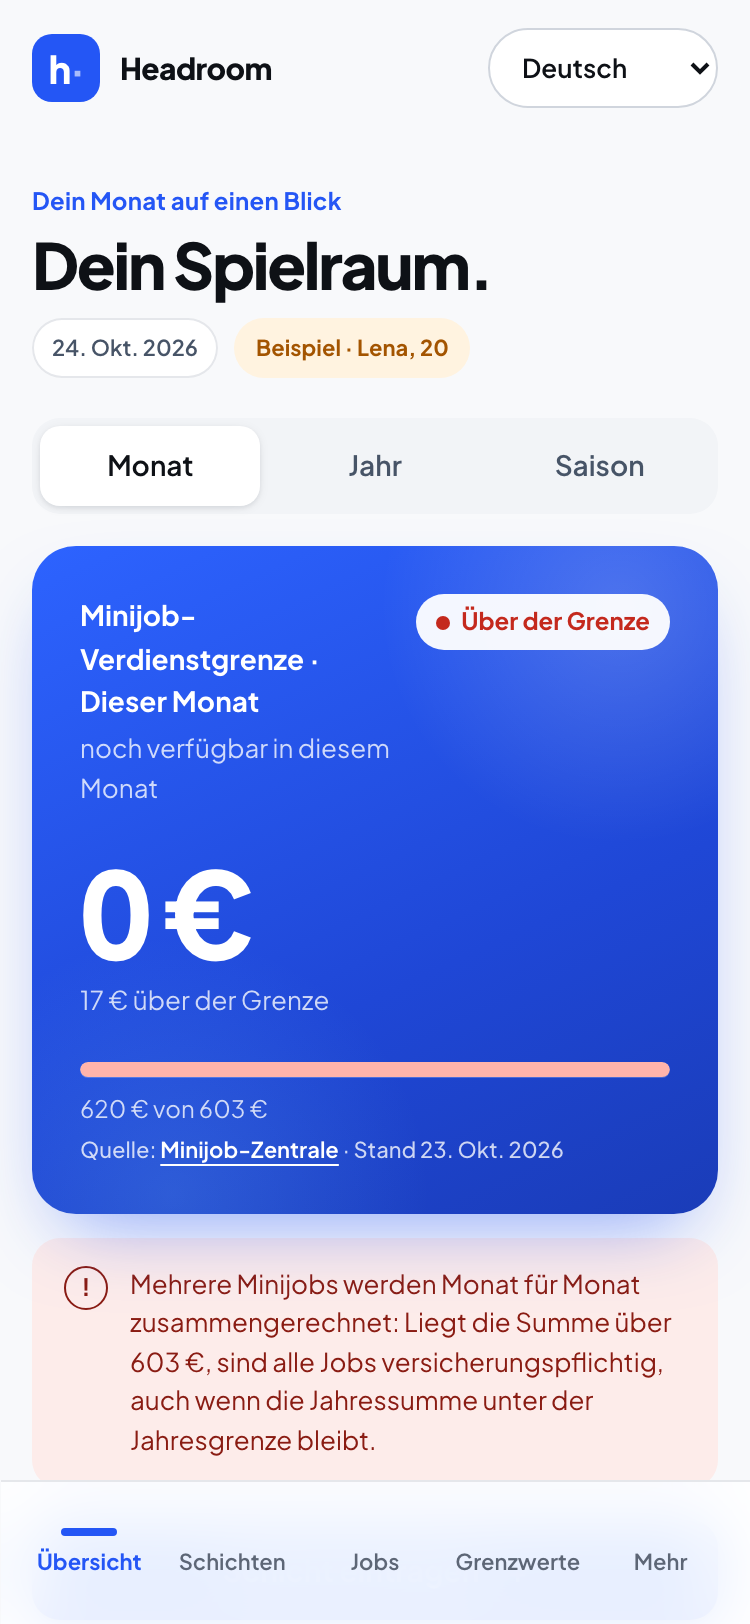 h.
Headroom
Deutsch
Dein Monat auf einen Blick
Dein Spielraum.
24. Okt. 2026
Beispiel · Lena, 20
Monat
Jahr
Saison
Minijob-
Verdienstgrenze ·
Dieser Monat
Über der Grenze
noch verfügbar in diesem
Monat
0 €
17 € über der Grenze
620 € von 603 €
Quelle: Minijob-Zentrale · Stand 23. Okt. 2026
!
Mehrere Minijobs werden Monat für Monat
zusammengerechnet: Liegt die Summe über
603 €, sind alle Jobs versicherungspflichtig,
auch wenn die Jahressumme unter der
Jahresgrenze bleibt.
Übersicht
Schichten
Jobs
Grenzwerte
Mehr